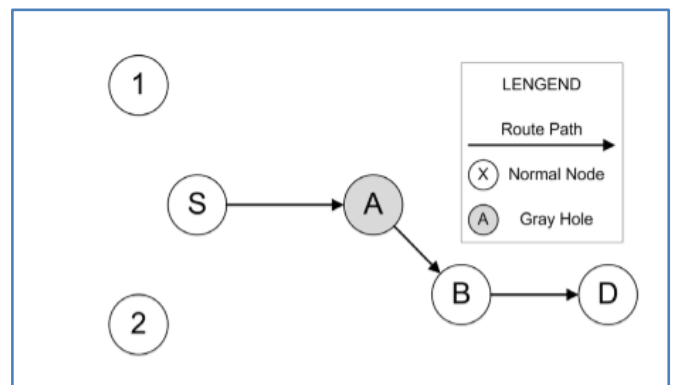 1
LENGEND
Route Path
X Normal Node
S
A
A Gray Hole
B
D
2